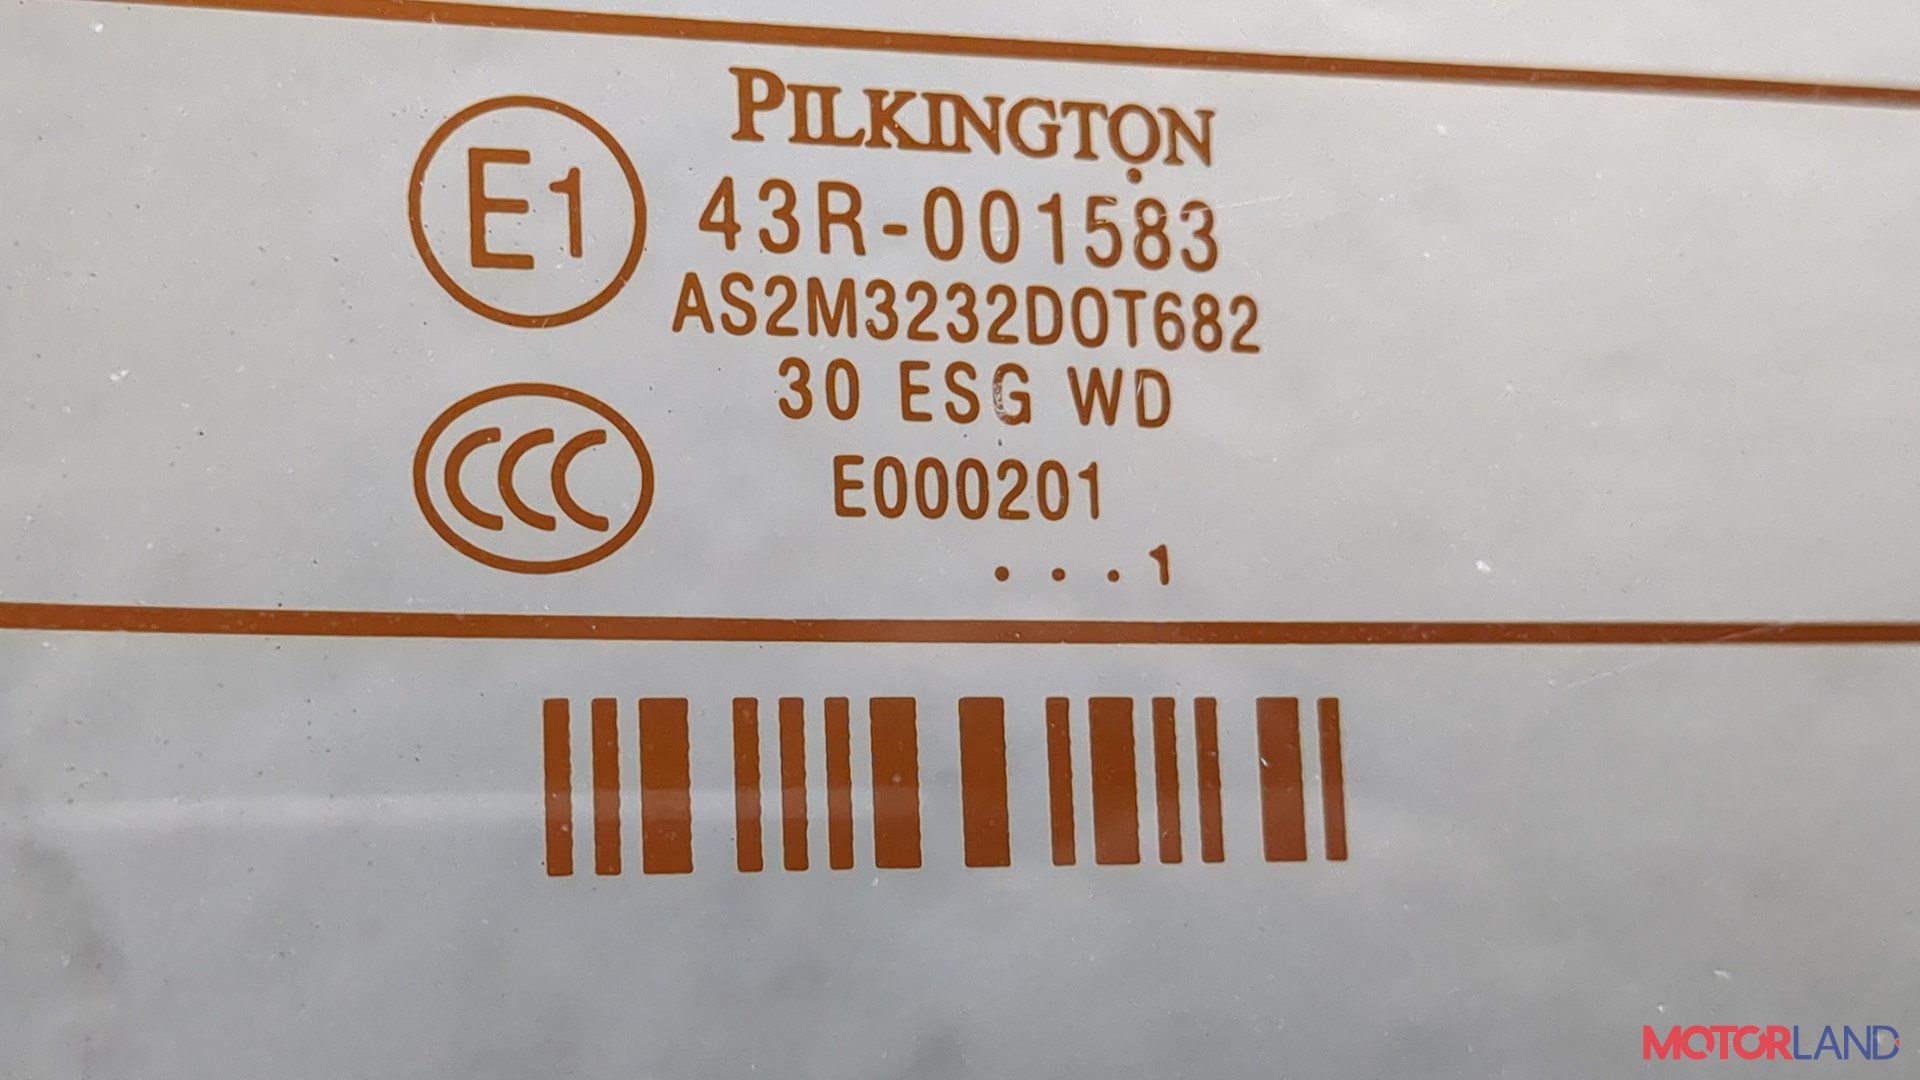 PILKINGTON
E1
43R-001583
AS2M3232DOT682
30 ESG WD
CCC
E000201
...1
MOTORLAND